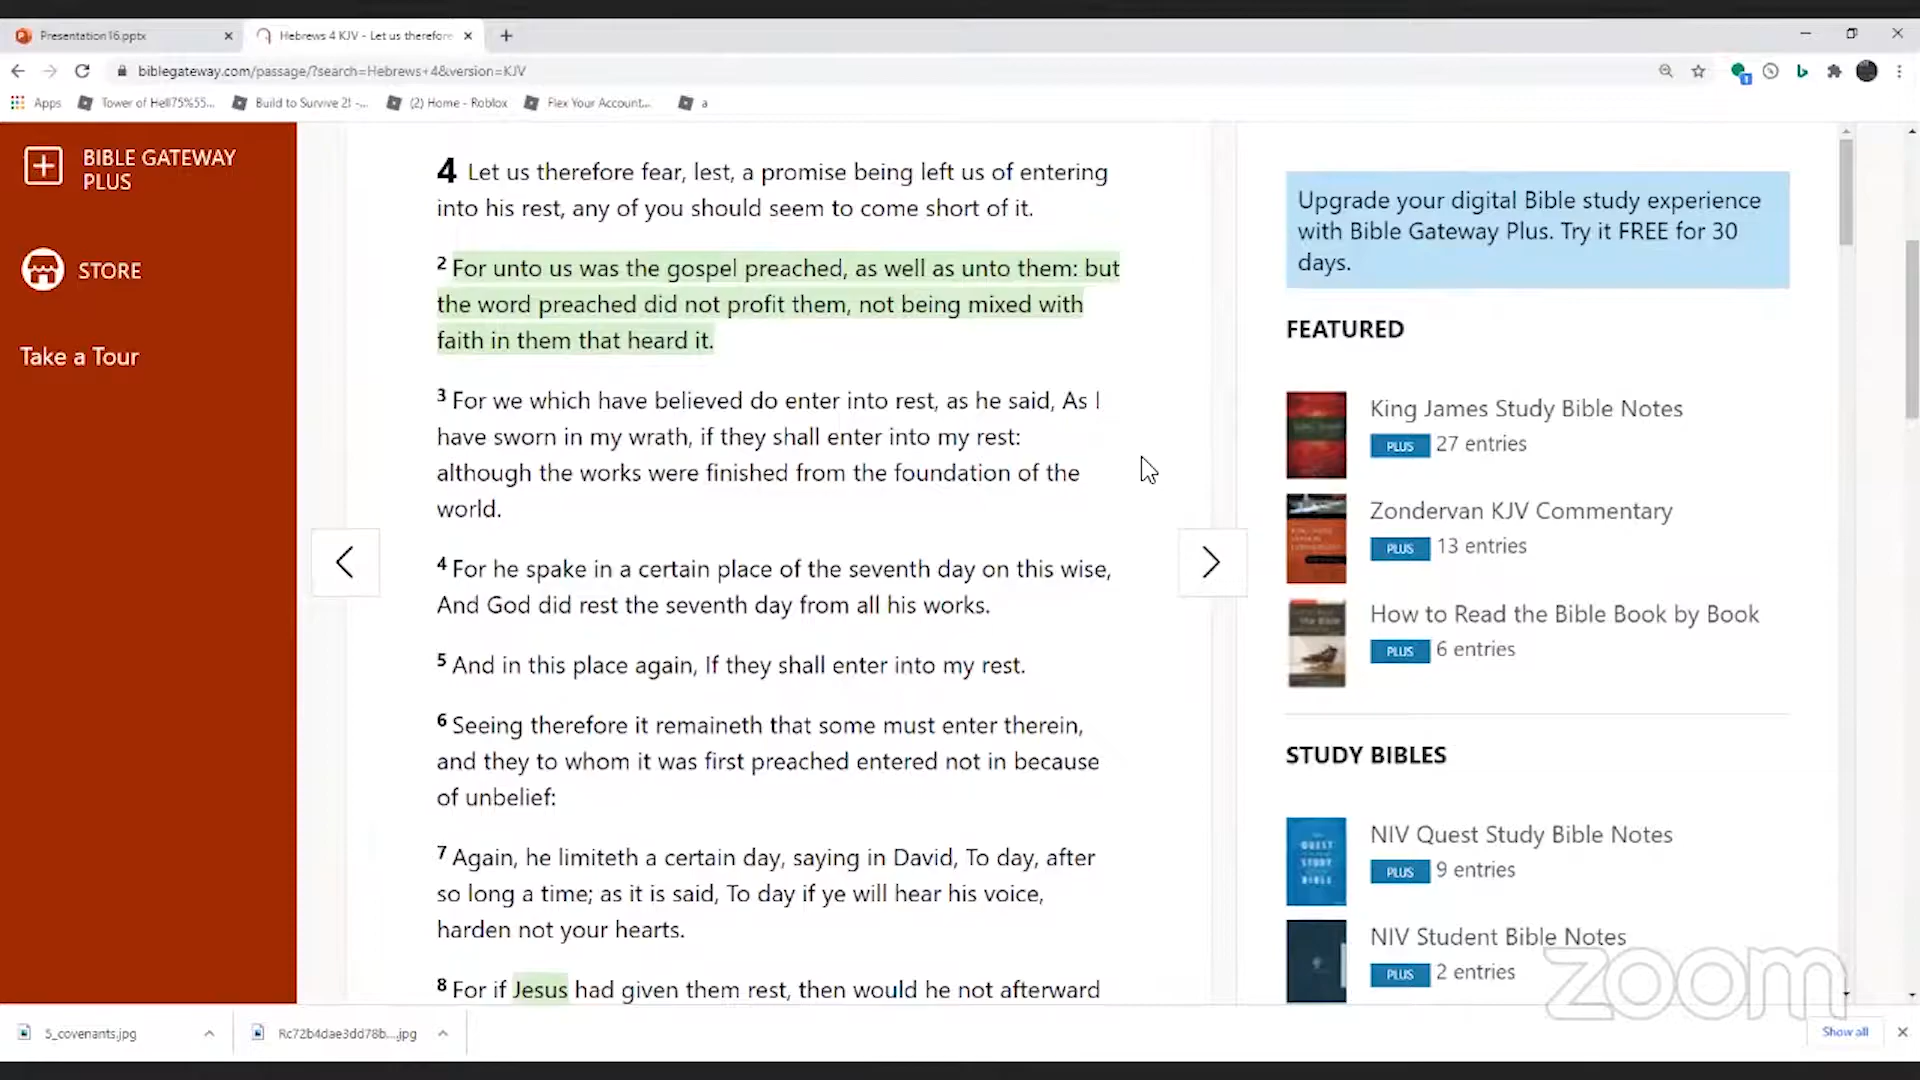 Presentation16.pptx
Hebrews 4 KJV - Let us therefore
biblegateway.com/passage/?search=Hebrews+4&version=KJV
Apps
Tower of Hell75%55...
Build to Survive 2! -...
(2) Home - Roblox
Flex Your Account...
a
BIBLE GATEWAY
PLUS
STORE
Take a Tour
4 Let us therefore fear, lest, a promise being left us of entering
into his rest, any of you should seem to come short of it.
2 For unto us was the gospel preached, as well as unto them: but
the word preached did not profit them, not being mixed with
faith in them that heard it.
3 For we which have believed do enter into rest, as he said, As I
have sworn in my wrath, if they shall enter into my rest:
although the works were finished from the foundation of the
world.
4 For he spake in a certain place of the seventh day on this wise,
And God did rest the seventh day from all his works.
5 And in this place again, If they shall enter into my rest.
6 Seeing therefore it remaineth that some must enter therein,
and they to whom it was first preached entered not in because
of unbelief:
7 Again, he limiteth a certain day, saying in David, To day, after
so long a time; as it is said, To day if ye will hear his voice,
harden not your hearts.
8 For if Jesus had given them rest, then would he not afterward
Upgrade your digital Bible study experience
with Bible Gateway Plus. Try it FREE for 30
days.
FEATURED
King James Study Bible Notes
PLUS 27 entries
Zondervan KJV Commentary
PLUS 13 entries
How to Read the Bible Book by Book
PLUS 6 entries
STUDY BIBLES
QUEST
STUDY
BIBLE
NIV Quest Study Bible Notes
PLUS 9 entries
NIV Student Bible Notes
PLUS 2 entries
zoom
5_covenants.jpg
Rc72b4dae3dd78b....jpg
Show all